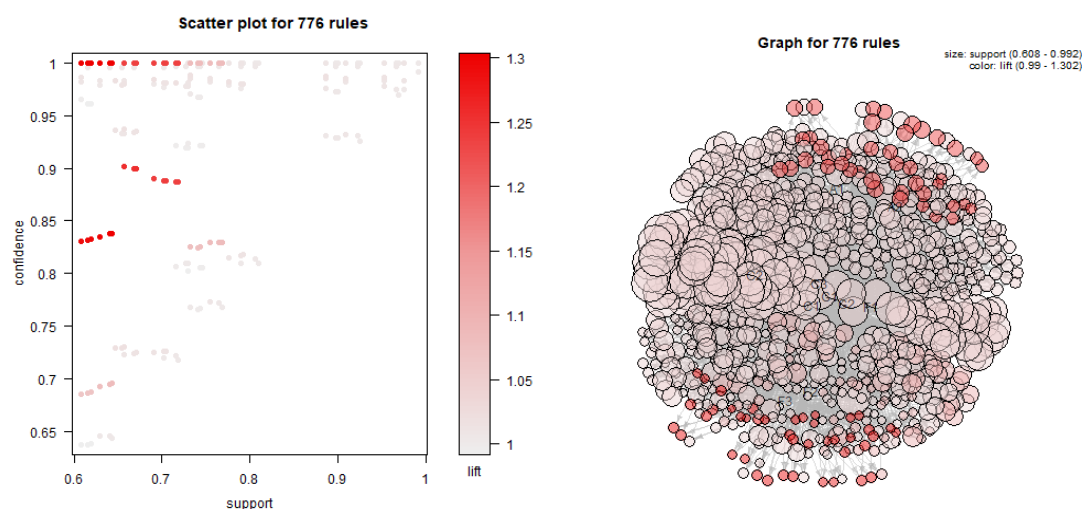 Scatter plot for 776 rules
1
0.95
0.9
0.85
0.8
0.75
0.7
0.65
confidence
0.6
0.7
0.8
0.9
1
support
1.3
1.25
1.2
1.15
1.1
1.05
1
lift
Graph for 776 rules
size: support (0.608 - 0.992)
color: lift (0.99 - 1.302)